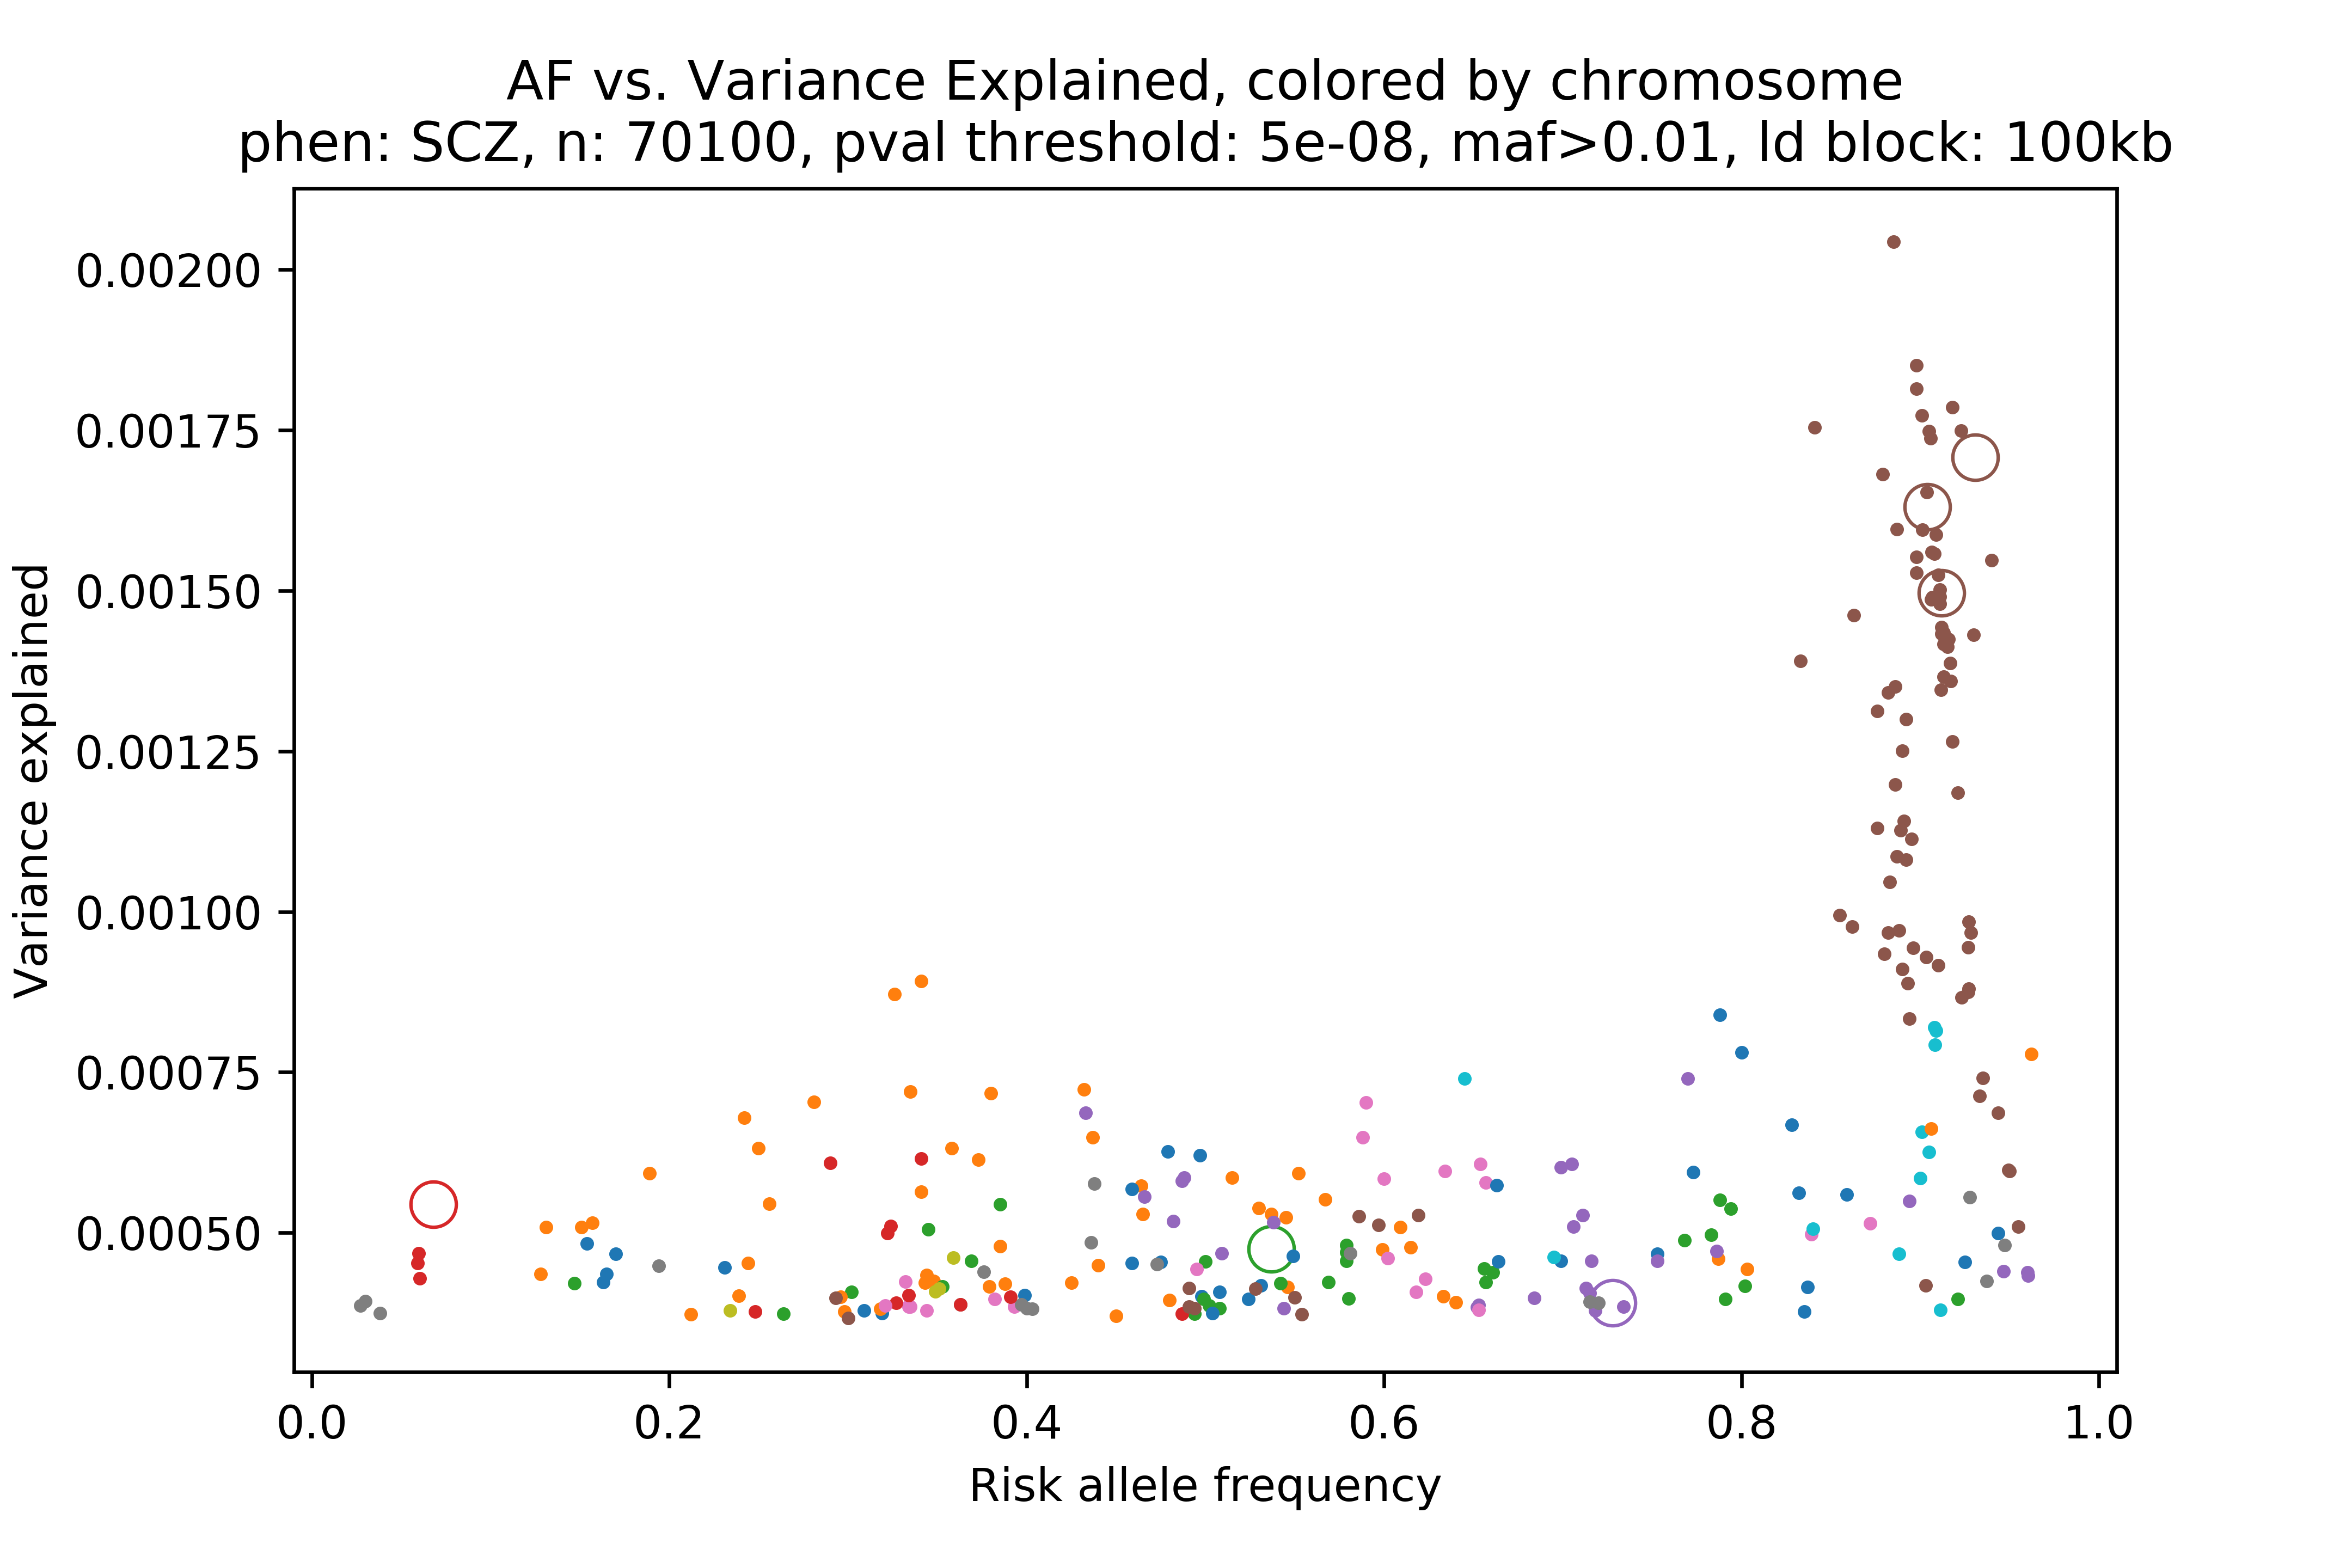 AF vs. Variance Explained, colored by chromosome
phen: SCZ, n: 70100, pval threshold: 5e-08, maf>0.01, ld block: 100kb
Variance explained
0.00200
0.00175
0.00150
0.00125
0.00100
0.00075
0.00050
0.0 0.2 0.4 0.6 0.8 1.0
Risk allele frequency